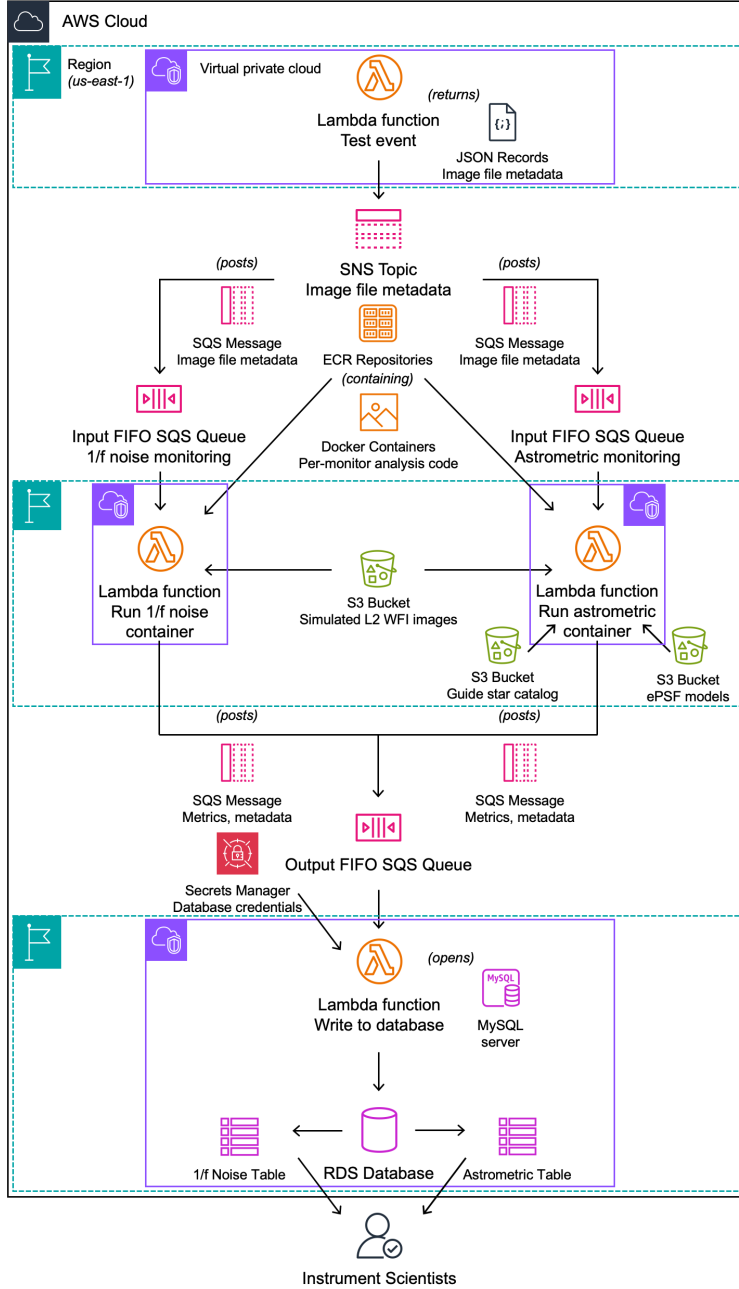 AWS Cloud
Region
(us-east-1)
Virtual private cloud
(returns)
Lambda function
Test event
{;}
JSON Records
Image file metadata
(posts)
SNS Topic
Image file metadata
(posts)
SQS Message
Image file metadata
SQS Message
Image file metadata
ECR Repositories
(containing)
Input FIFO SQS Queue
1/f noise monitoring
Docker Containers
Per-monitor analysis code
Input FIFO SQS Queue
Astrometric monitoring
Lambda function
Run 1/f noise
container
S3 Bucket
Simulated L2 WFI images
Lambda function
Run astrometric
container
S3 Bucket
Guide star catalog
S3 Bucket
ePSF models
(posts)
(posts)
SQS Message
Metrics, metadata
SQS Message
Metrics, metadata
Output FIFO SQS Queue
Secrets Manager
Database credentials
(opens)
Lambda function
Write to database
MySQL
MySQL
server
1/f Noise Table
RDS Database
Astrometric Table
Instrument Scientists